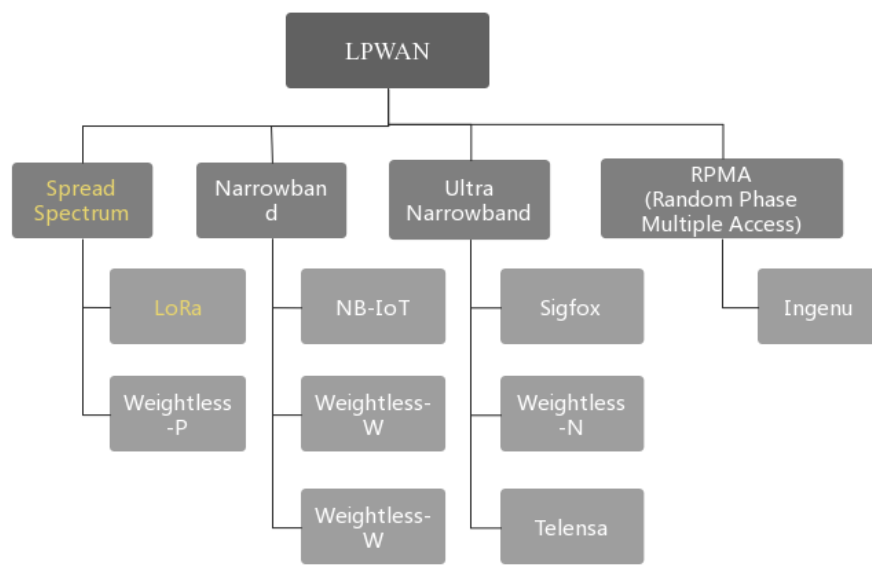 LPWAN
Spread
Spectrum
Narrowban
d
Ultra
Narrowband
RPMA
(Random Phase
Multiple Access)
LoRa
NB-IoT
Sigfox
Ingenu
Weightless
-P
Weightless-
W
Weightless
-N
Weightless-
W
Telensa